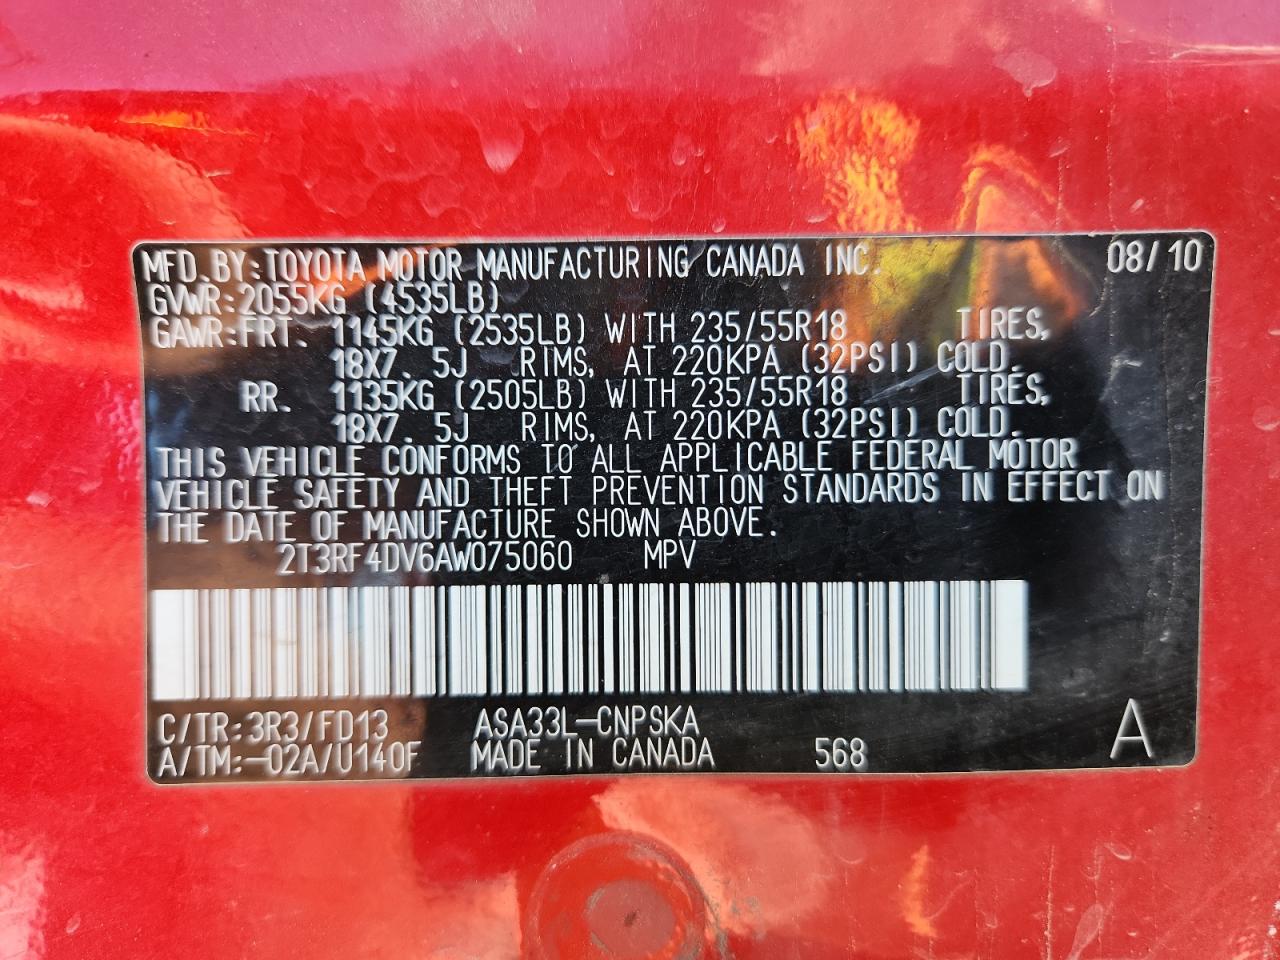 MFD. BY: TOYOTA MOTOR MANUFACTURING CANADA INC. 08/10
GVWR: 2055KG (4535LB)
GAWR: FRT. 1145KG (2535LB) WITH 235/55R18 TIRES,
18X7. 5J RIMS, AT 220KPA (32PSI) COLD.
RR. 1135KG (2505LB) WITH 235/55R18 TIRES,
18X7. 5J RIMS, AT 220KPA (32PSI) COLD.
THIS VEHICLE CONFORMS TO ALL APPLICABLE FEDERAL MOTOR
VEHICLE SAFETY AND THEFT PREVENTION STANDARDS IN EFFECT ON
THE DATE OF MANUFACTURE SHOWN ABOVE.
2T3RF4DV6AW075060 MPV
C/TR: 3R3/FD13 ASA33L-CNPSKA
A/TM: -02A/U140F MADE IN CANADA 568 A